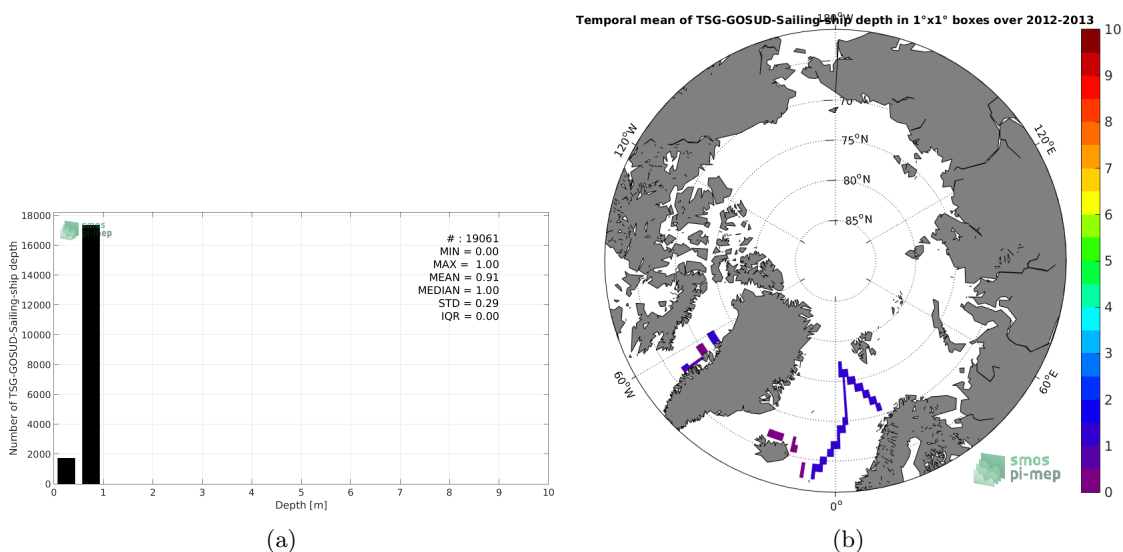 18000
16000
14000
12000
10000
8000
6000
4000
2000
0
Number of TSG-GOSUD-Sailing-ship depth
smos
pi-mep
# : 19061
MIN = 0.00
MAX = 1.00
MEAN = 0.91
MEDIAN = 1.00
STD = 0.29
IQR = 0.00
0 1 2 3 4 5 6 7 8 9 10
Depth [m]
(a)
Temporal mean of TSG-GOSUD-Sailing-ship depth in 1°x1° boxes over 2012-2013
180°W
120°W
120°E
70
75°N
80°N
85°N
60°W
60°E
0°
smos
pi-mep
10
9
8
7
6
5
4
3
2
1
0
(b)